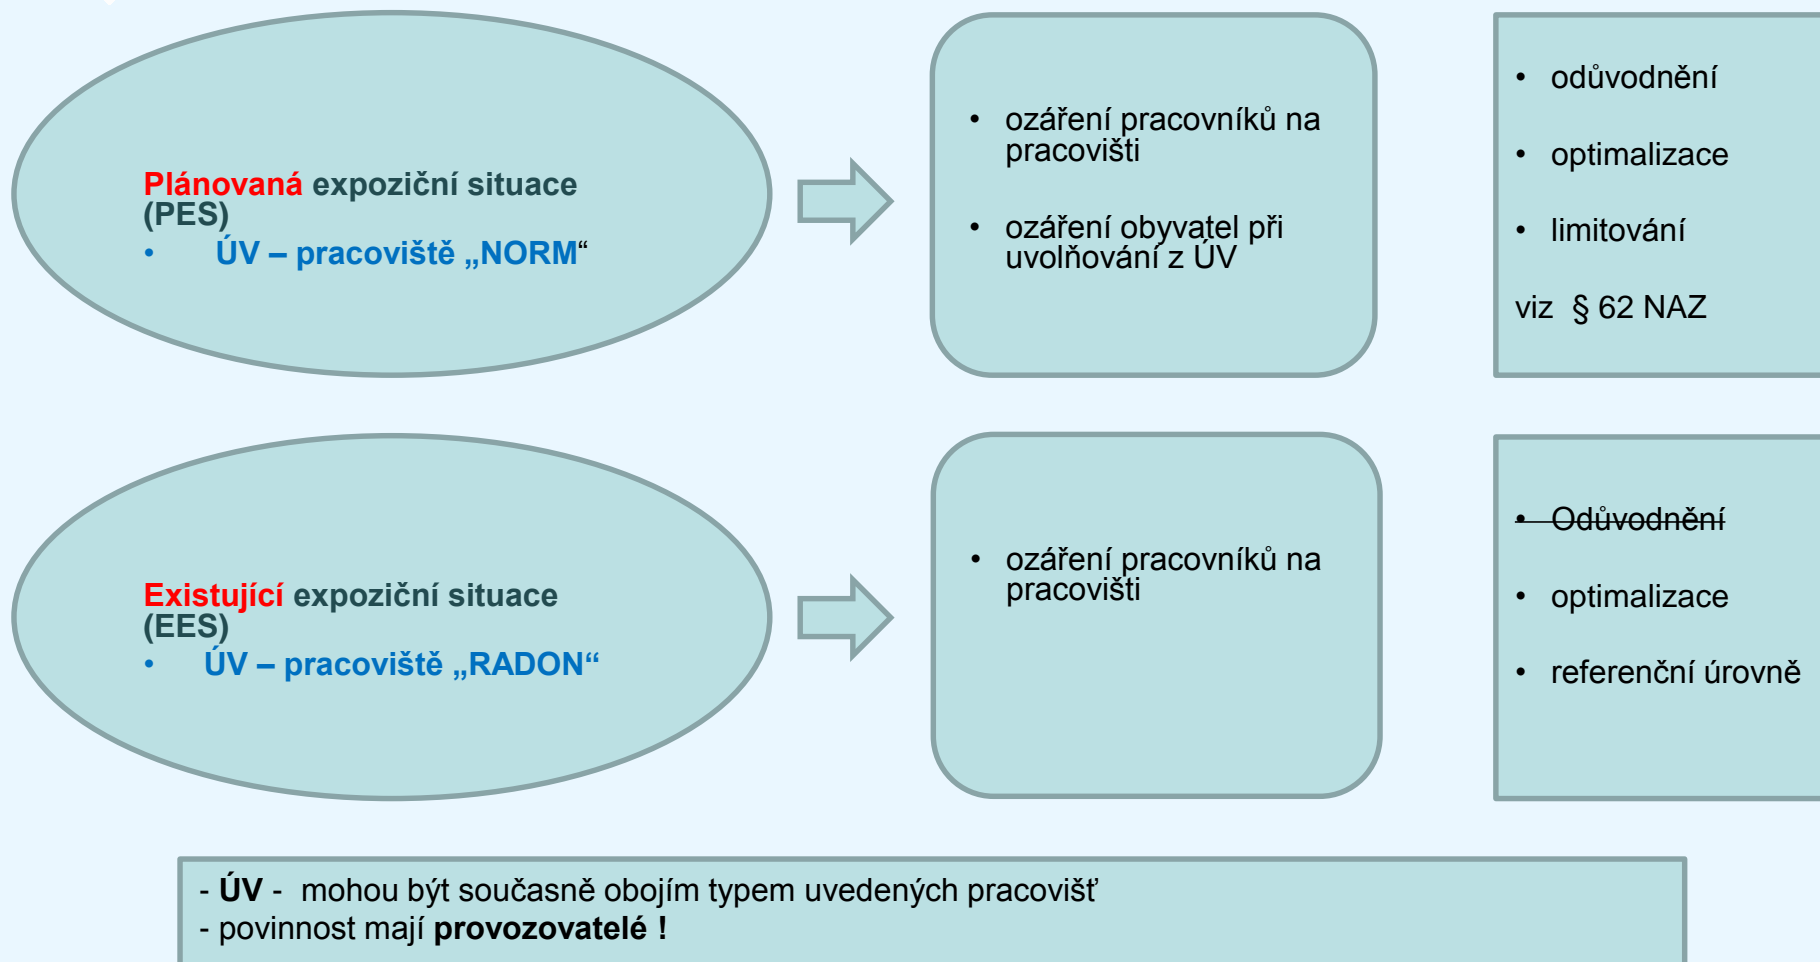 Plánovaná expoziční situace
(PES)
• ÚV – pracoviště „NORM“
• ozáření pracovníků na
pracovišti
• ozáření obyvatel při
uvolňování z ÚV
• odůvodnění
• optimalizace
• limitování
viz § 62 NAZ
Existující expoziční situace
(EES)
• ÚV – pracoviště „RADON“
• ozáření pracovníků na
pracovišti
• Odůvodnění
• optimalizace
• referenční úrovně
- ÚV - mohou být současně obojím typem uvedených pracovišť
- povinnost mají provozovatelé !